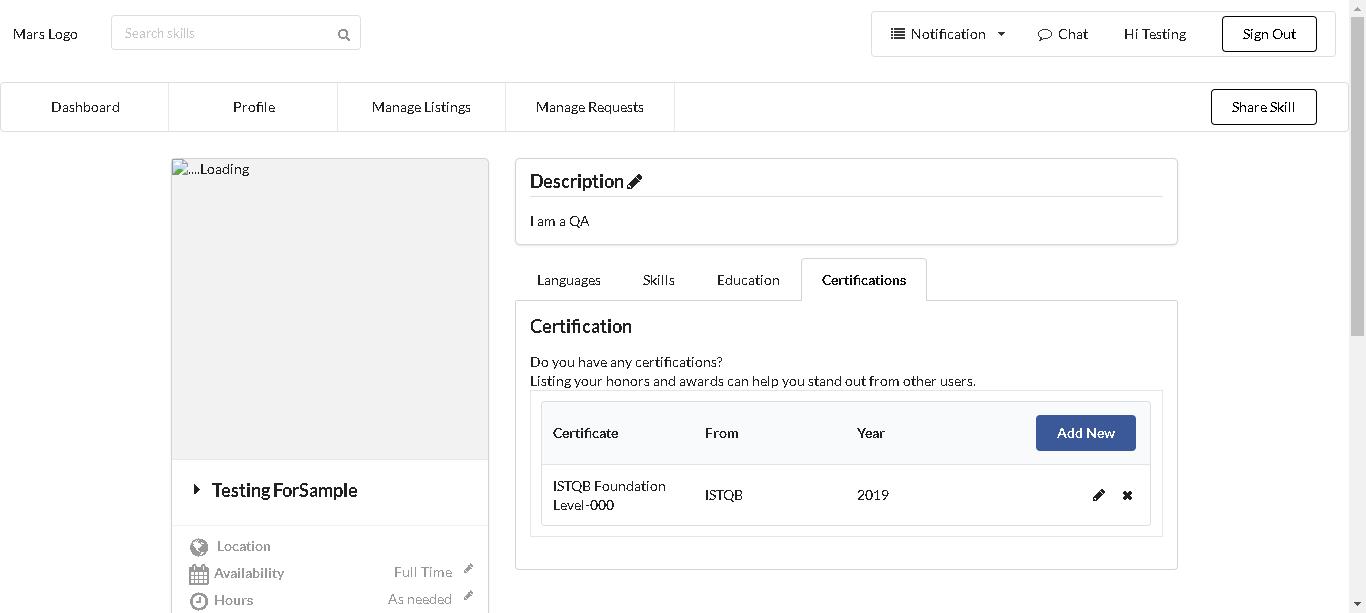 Mars Logo
Search skills
Notification
Chat
Hi Testing
Sign Out
Dashboard
Profile
Manage Listings
Manage Requests
Share Skill
....Loading
Testing ForSample
Location
Availability
Full Time
Hours
As needed
Description
I am a QA
Languages
Skills
Education
Certifications
Certification
Do you have any certifications?
Listing your honors and awards can help you stand out from other users.
Certificate
From
Year
Add New
ISTQB Foundation
Level-000
ISTQB
2019